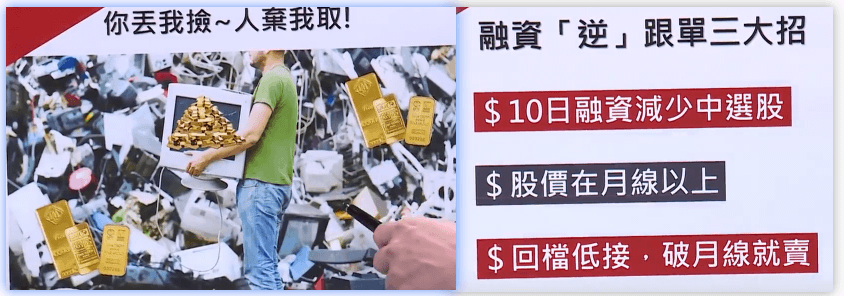 你丟我撿~人棄我取!
融資「逆」跟單三大招
$10日融資減少中選股
$股價在月線以上
$回檔低接，破月線就賣